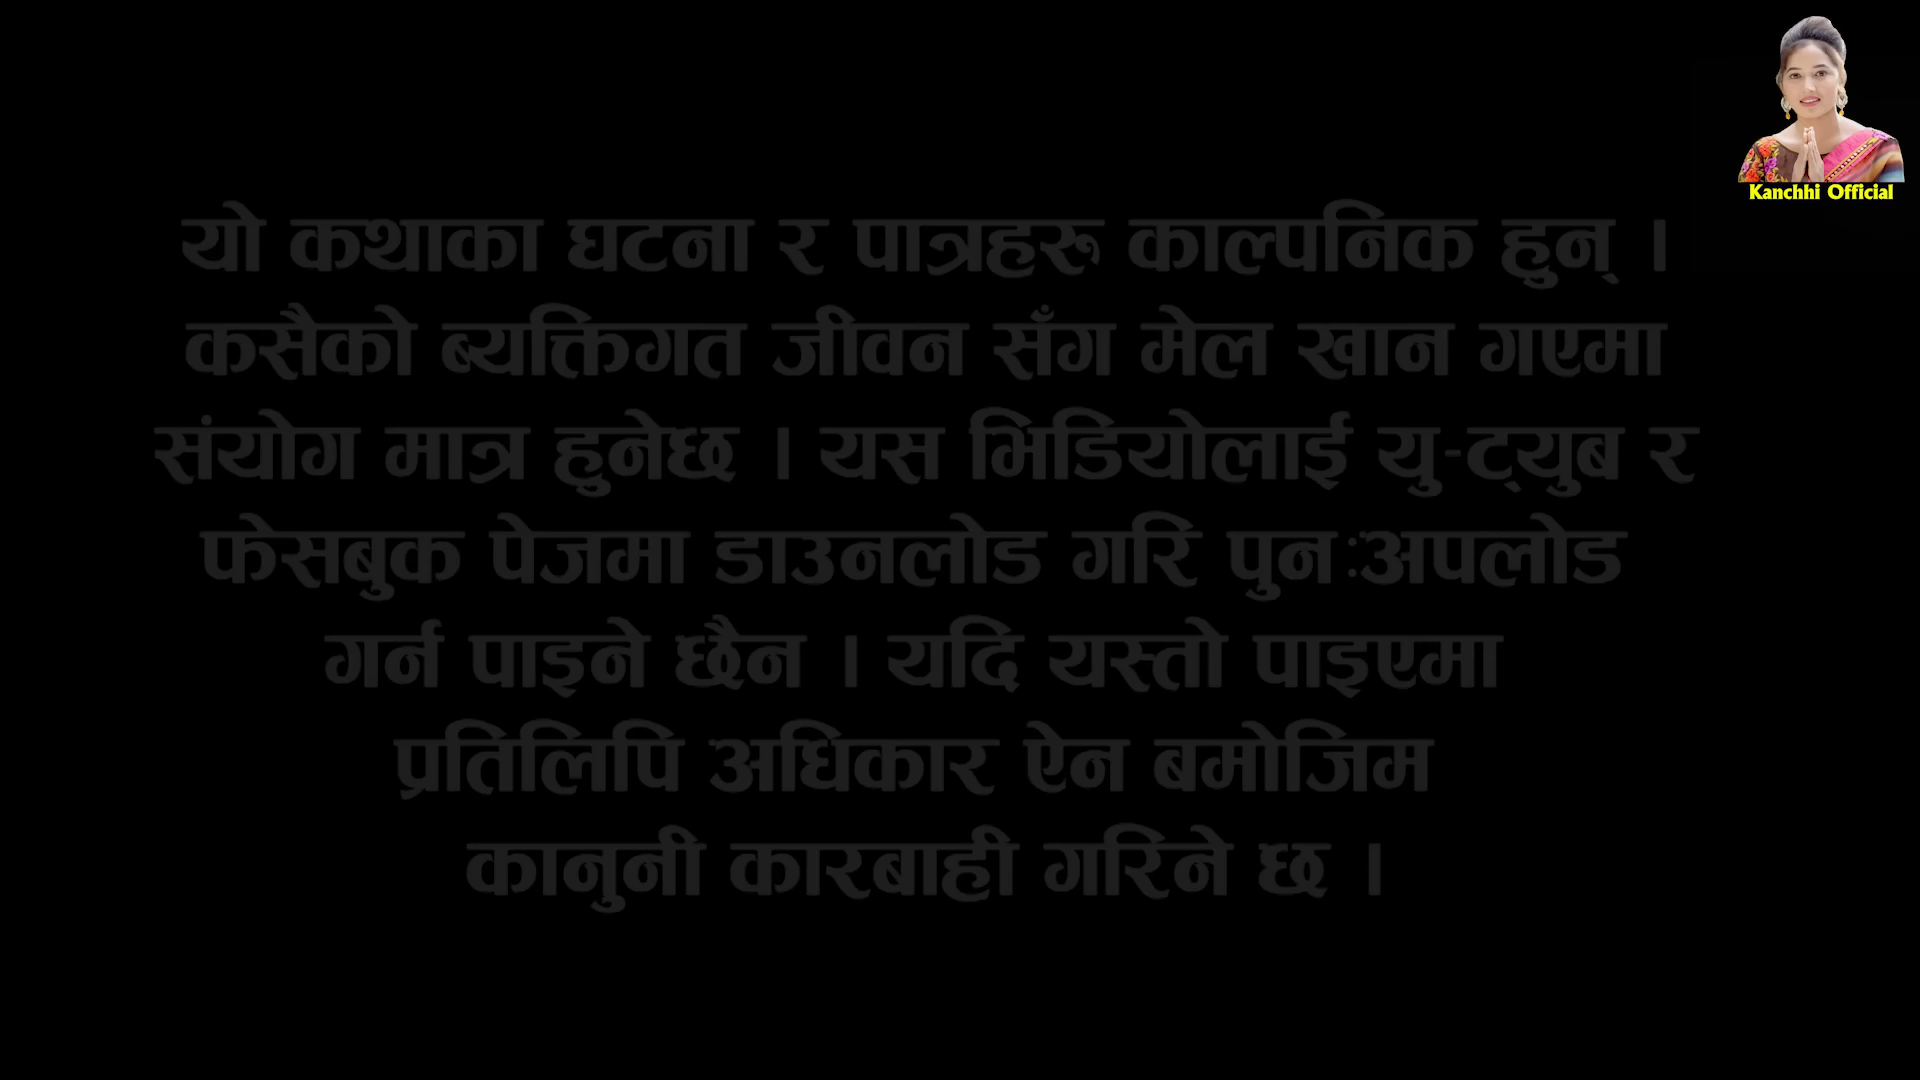 Kanchhi Official
यो कथाका घटना र पात्रहरू काल्पनिक हुन् ।
कसैको ब्यक्तिगत जीवन सँग मेल खान गएमा
संयोग मात्र हुनेछ । यस भिडियोलाई यु-ट्युब र
फेसबुक पेजमा डाउनलोड गरि पुनःअपलोड
गर्न पाइने छैन । यदि यस्तो पाइएमा
प्रतिलिपि अधिकार ऐन बमोजिम
कानुनी कारबाही गरिने छ ।